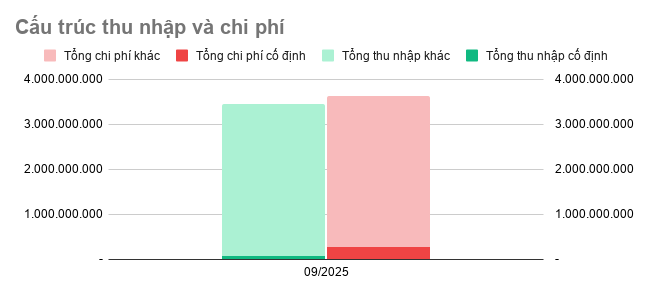 Cấu trúc thu nhập và chi phí
Tổng chi phí khác
Tổng chi phí cố định
Tổng thu nhập khác
Tổng thu nhập cố định
4.000.000.000 4.000.000.000
3.000.000.000 3.000.000.000
2.000.000.000 2.000.000.000
1.000.000.000 1.000.000.000
- -
09/2025